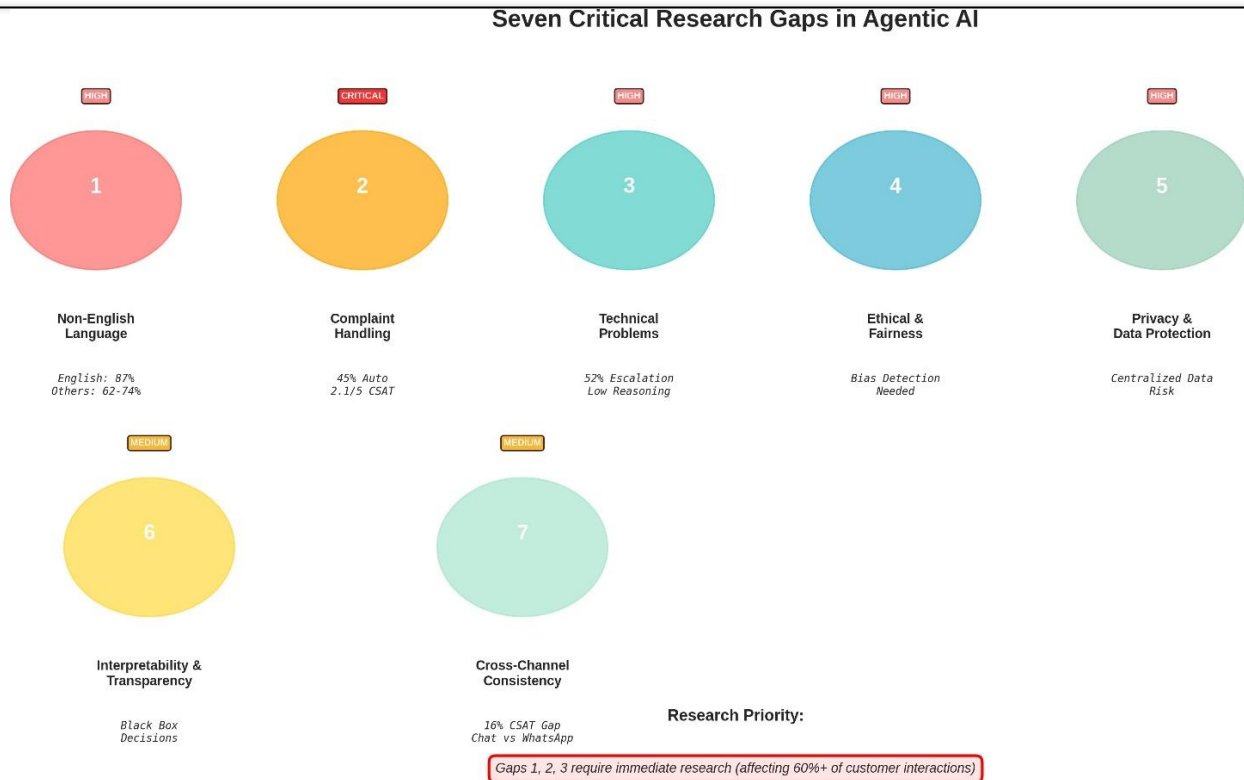 Seven Critical Research Gaps in Agentic AI
HIGH
CRITICAL
HIGH
HIGH
HIGH
1
2
3
4
5
Non-English
Language
Complaint
Handling
Technical
Problems
Ethical &
Fairness
Privacy &
Data Protection
English: 87%
Others: 62-74%
45% Auto
2.1/5 CSAT
52% Escalation
Low Reasoning
Bias Detection
Needed
Centralized Data
Risk
MEDIUM
MEDIUM
6
7
Interpretability &
Transparency
Cross-Channel
Consistency
Black Box
Decisions
16% CSAT Gap
Chat vs WhatsApp
Research Priority:
Gaps 1, 2, 3 require immediate research (affecting 60%+ of customer interactions)